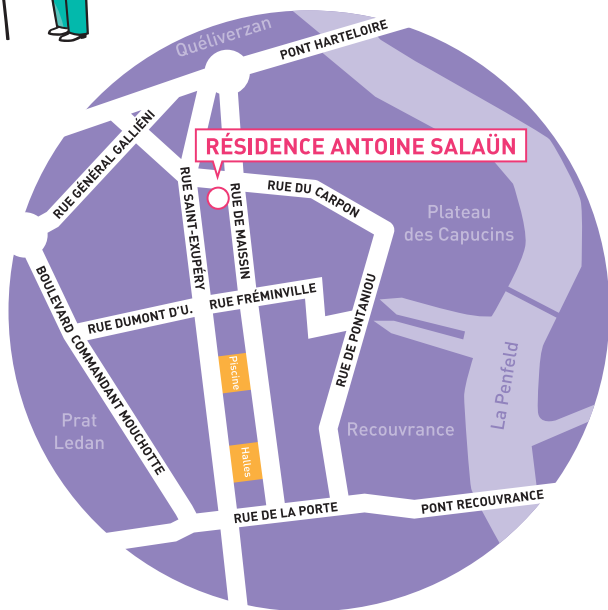 Quéliverzan
PONT HARTELOIRE
RUE GÉNÉRAL GALLIÉNI
RÉSIDENCE ANTOINE SALAÜN
RUE SAINT-EXUPÉRY
RUE DE MAISSIN
RUE DU CARPON
Plateau
des Capucins
BOULEVARD COMMANDANT MOUCHOTTE
RUE DUMONT D'U.
RUE FRÉMINVILLE
RUE DE PONTANIOU
Piscine
La Penfeld
Prat
Ledan
Recouvrance
Halles
RUE DE LA PORTE
PONT RECOUVRANCE